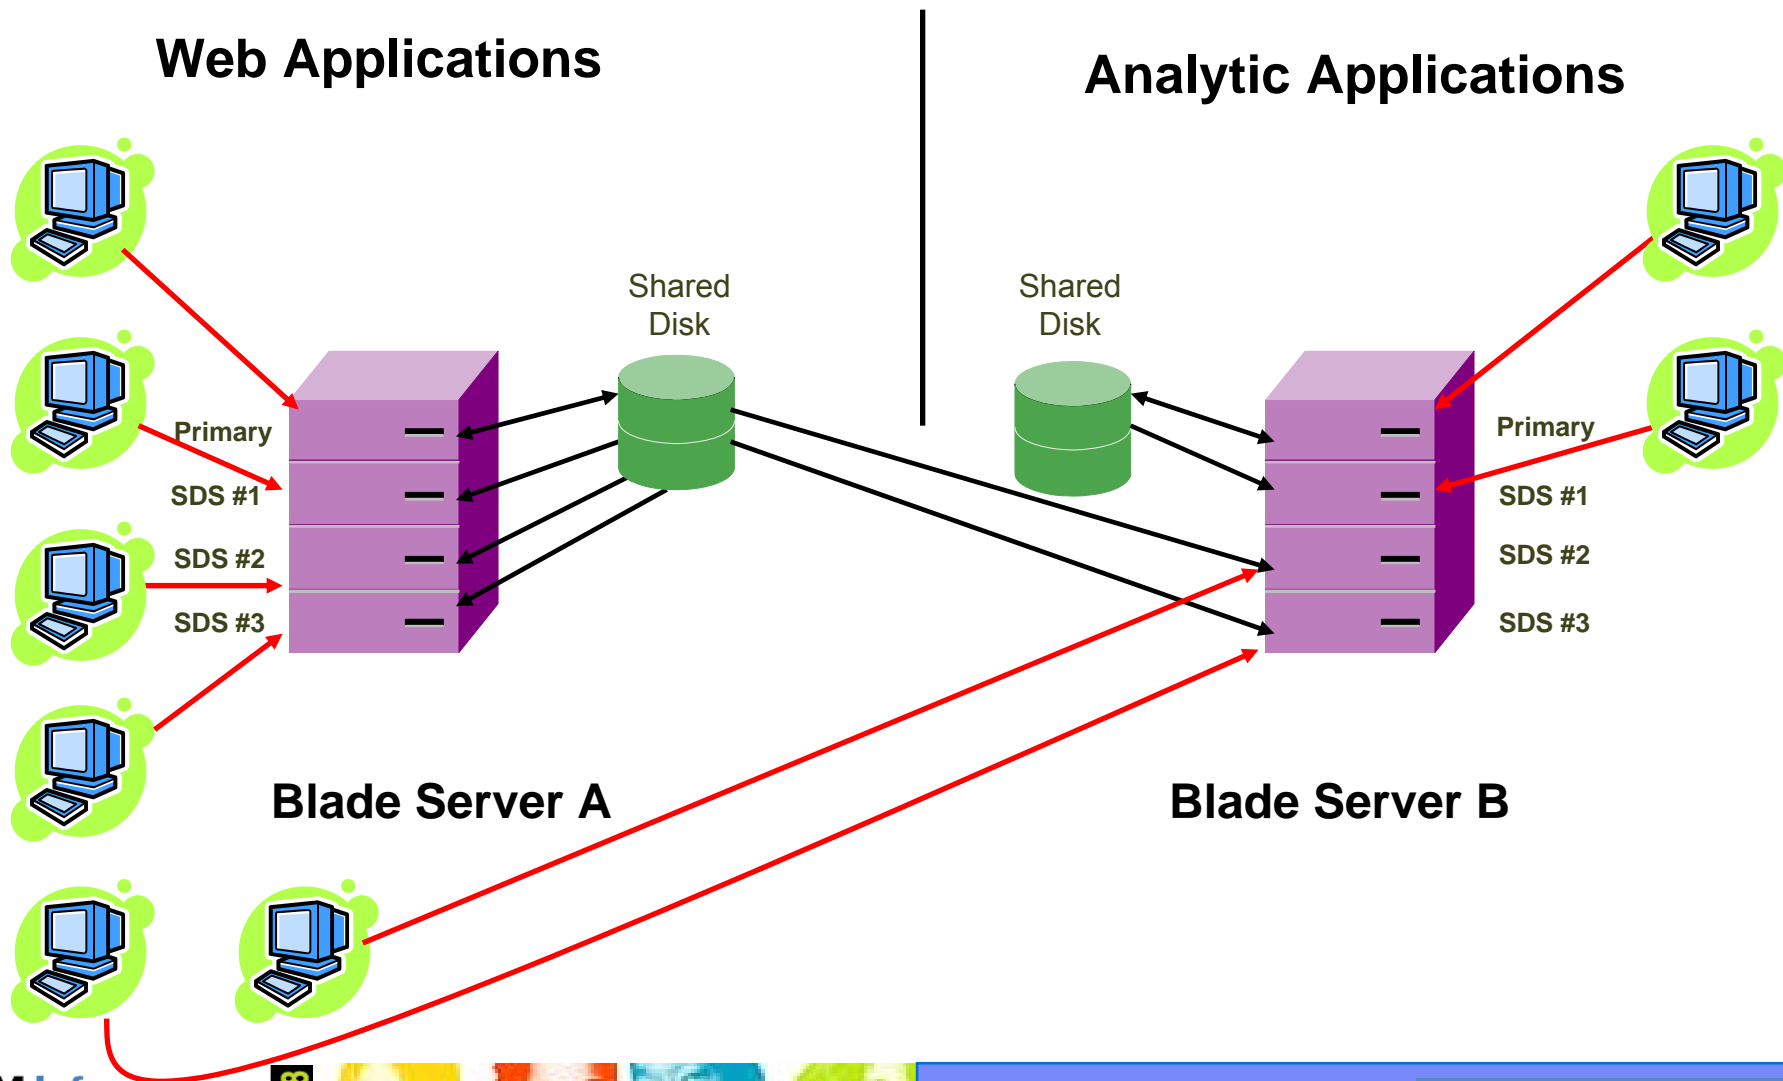 Web Applications
Analytic Applications
Shared
Disk
Shared
Disk
Primary
SDS #1
SDS #2
SDS #3
Primary
SDS #1
SDS #2
SDS #3
Blade Server A
Blade Server B
8